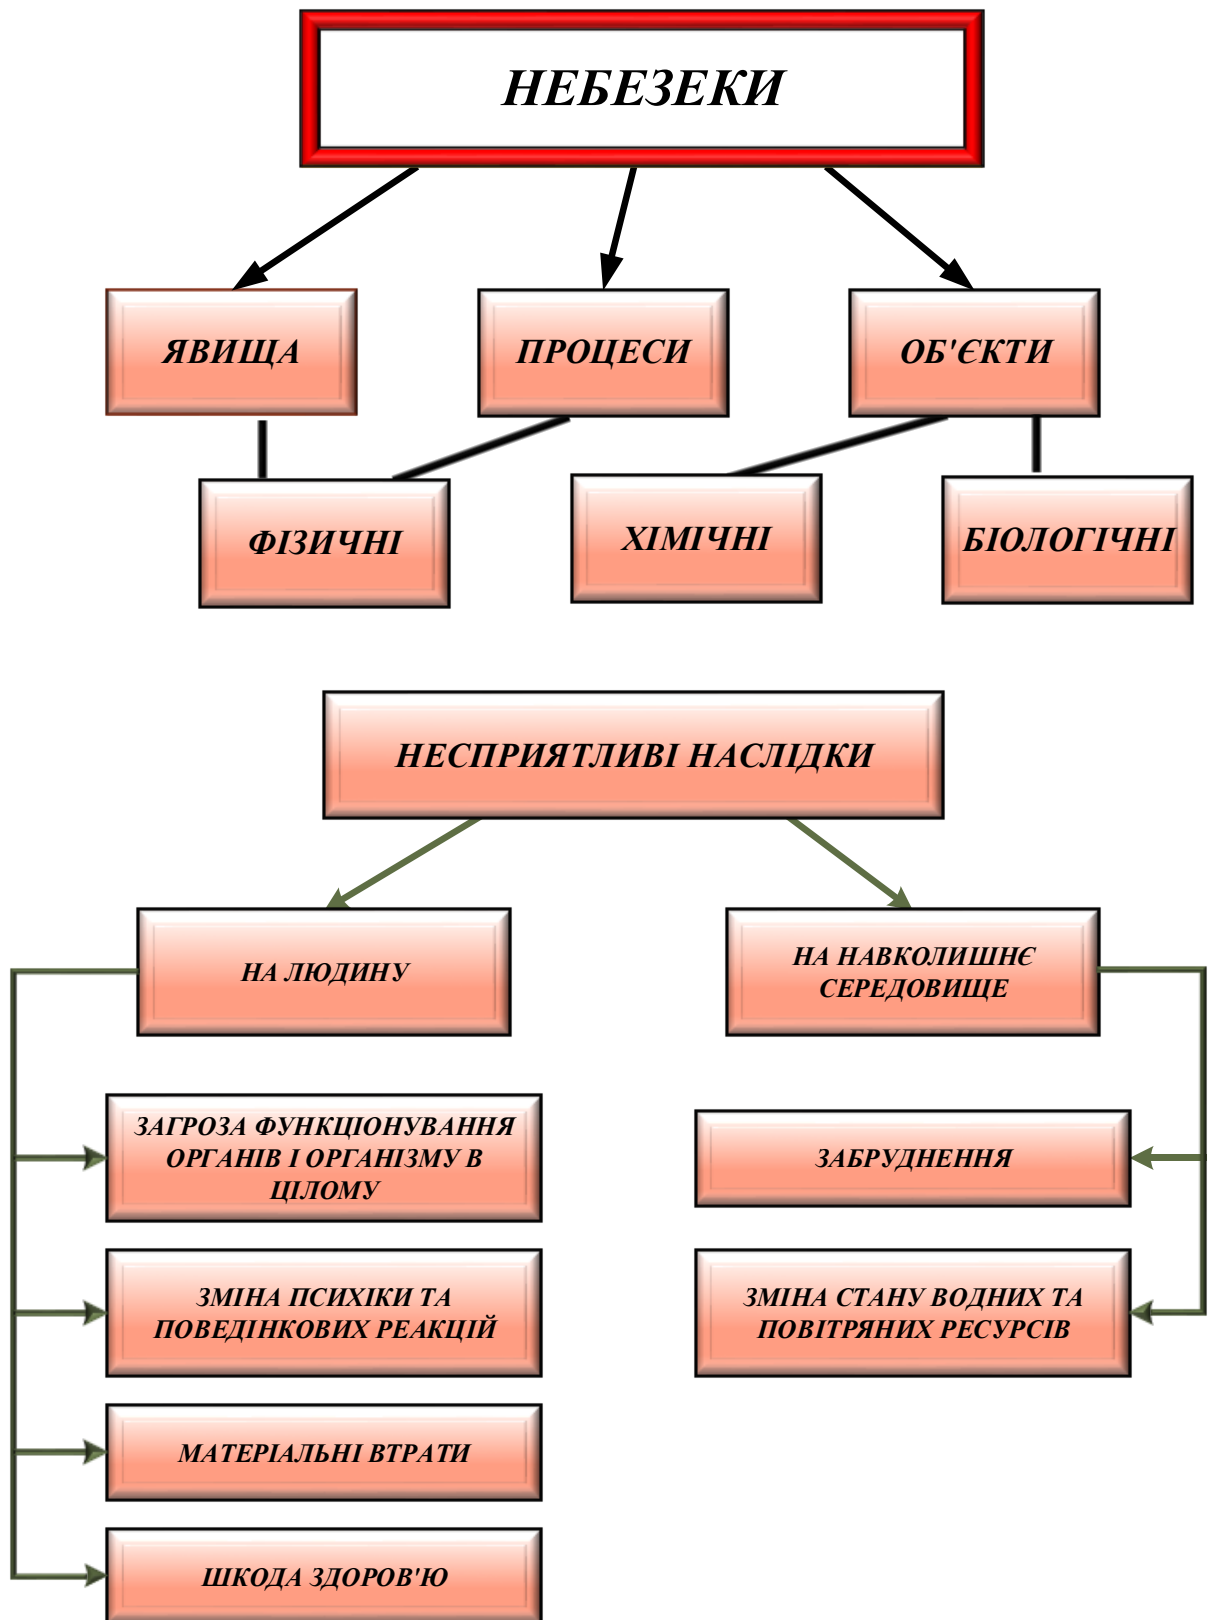 НЕБЕЗЕКИ
ЯВИЩА
ПРОЦЕСИ
ОБ'ЄКТИ
ФІЗИЧНІ
ХІМІЧНІ
БІОЛОГІЧНІ
НЕСПРИЯТЛИВІ НАСЛІДКИ
НА ЛЮДИНУ
НА НАВКОЛИШНЄ
СЕРЕДОВИЩЕ
ЗАГРОЗА ФУНКЦІОНУВАННЯ
ОРГАНІВ І ОРГАНІЗМУ В
ЦІЛОМУ
ЗАБРУДНЕННЯ
ЗМІНА ПСИХІКИ ТА
ПОВЕДІНКОВИХ РЕАКЦІЙ
ЗМІНА СТАНУ ВОДНИХ ТА
ПОВІТРЯНИХ РЕСУРСІВ
МАТЕРІАЛЬНІ ВТРАТИ
ШКОДА ЗДОРОВ'Ю